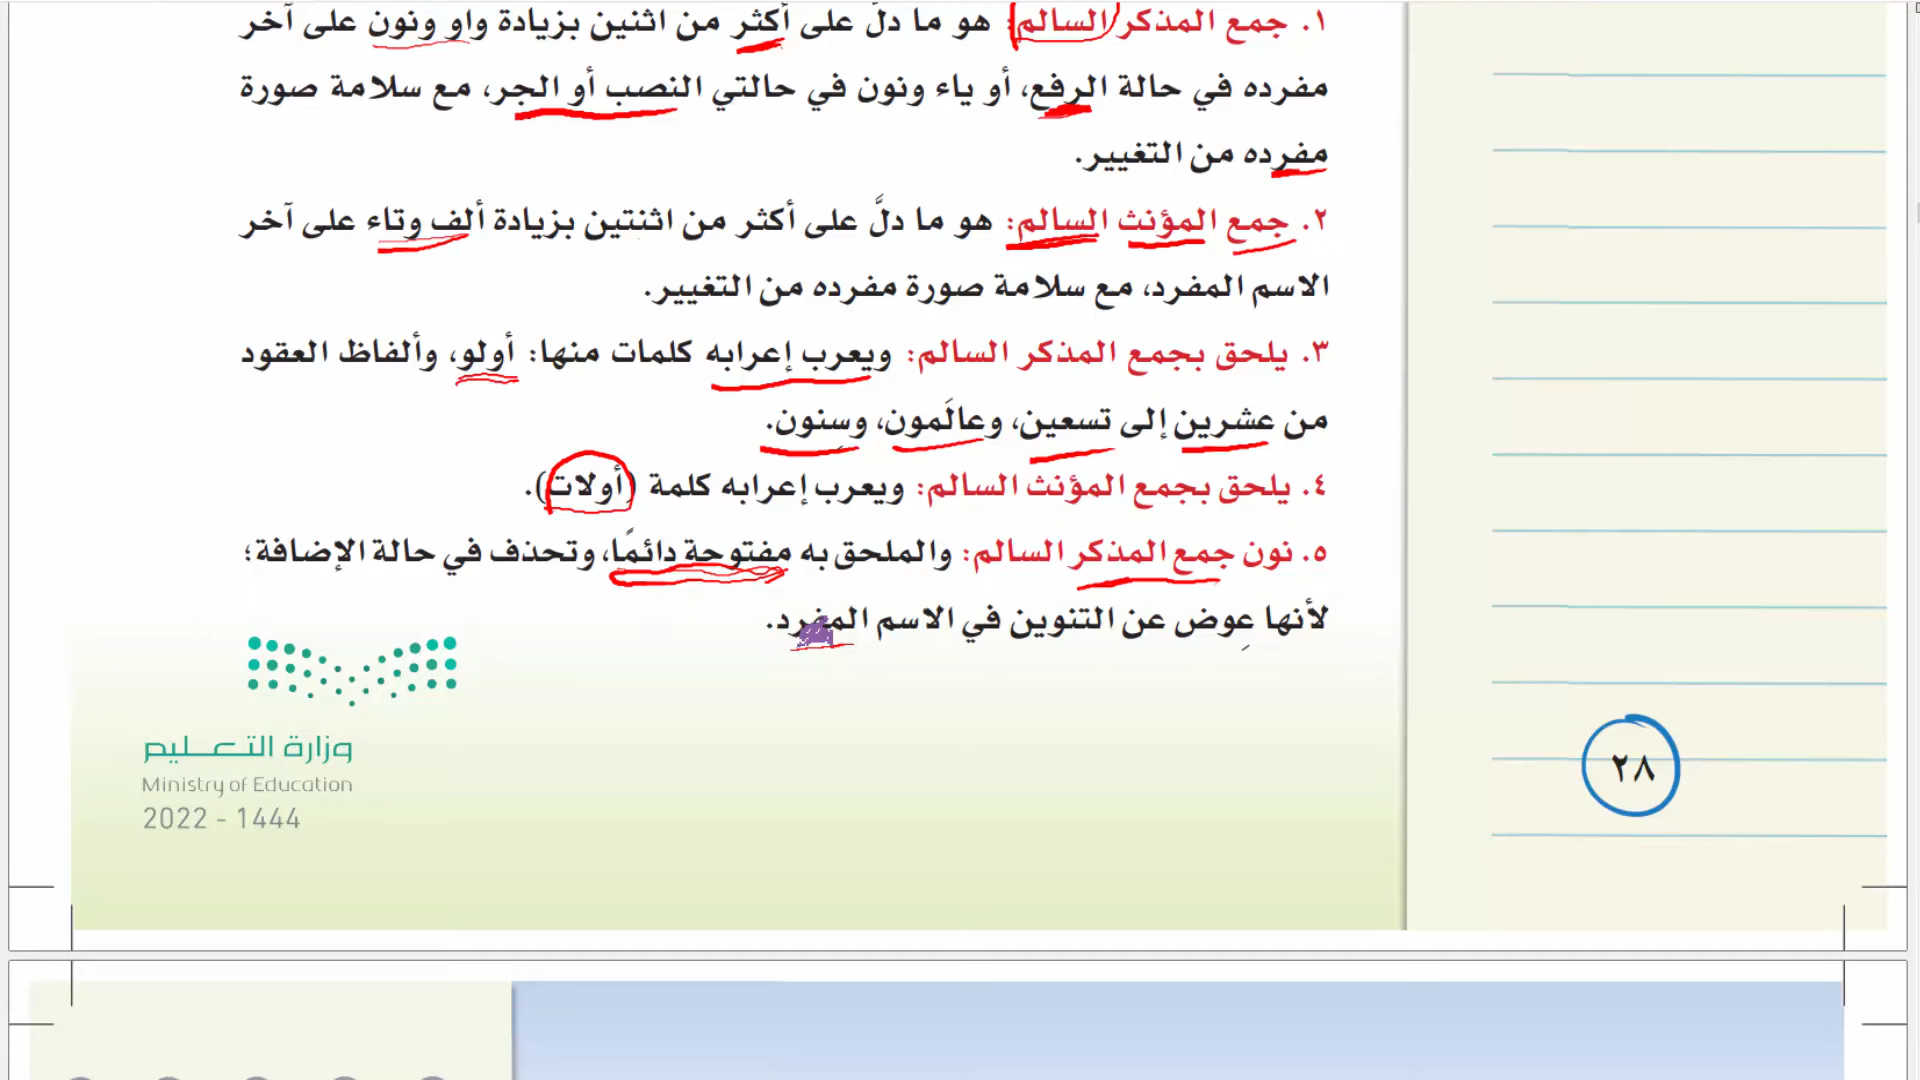 ١. جمع المذكر السالم: هو ما دلَّ على أكثر من اثنين بزيادة واو ونون على آخر
مفرده في حالة الرفع، أو ياء ونون في حالتي النصب أو الجر، مع سلامة صورة
مفرده من التغيير.
٢. جمع المؤنث السالم: هو ما دلَّ على أكثر من اثنتين بزيادة ألف وتاء على آخر
الاسم المفرد، مع سلامة صورة مفرده من التغيير.
٣. يلحق بجمع المذكر السالم: ويعرب إعرابه كلمات منها: أولو، وألفاظ العقود
من عشرين إلى تسعين، وعالَمون، وسِنون.
٤. يلحق بجمع المؤنث السالم: ويعرب إعرابه كلمة (أولات).
٥. نون جمع المذكر السالم: والملحق به مفتوحة دائمًا، وتحذف في حالة الإضافة؛
لأنها عِوض عن التنوين في الاسم المفرد.
وزارة التعليم
Ministry of Education
2022 - 1444
٢٨